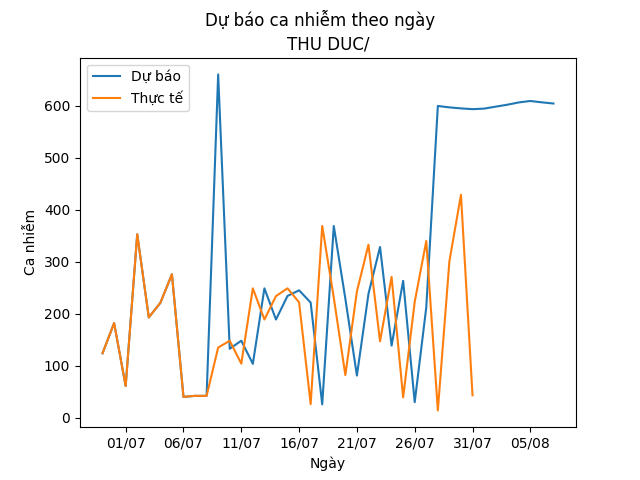 Dự báo ca nhiễm theo ngày
THU DUC/
Dự báo
Thực tế
600
500
400
300
200
100
0
Ca nhiễm
01/07 06/07 11/07 16/07 21/07 26/07 31/07 05/08
Ngày